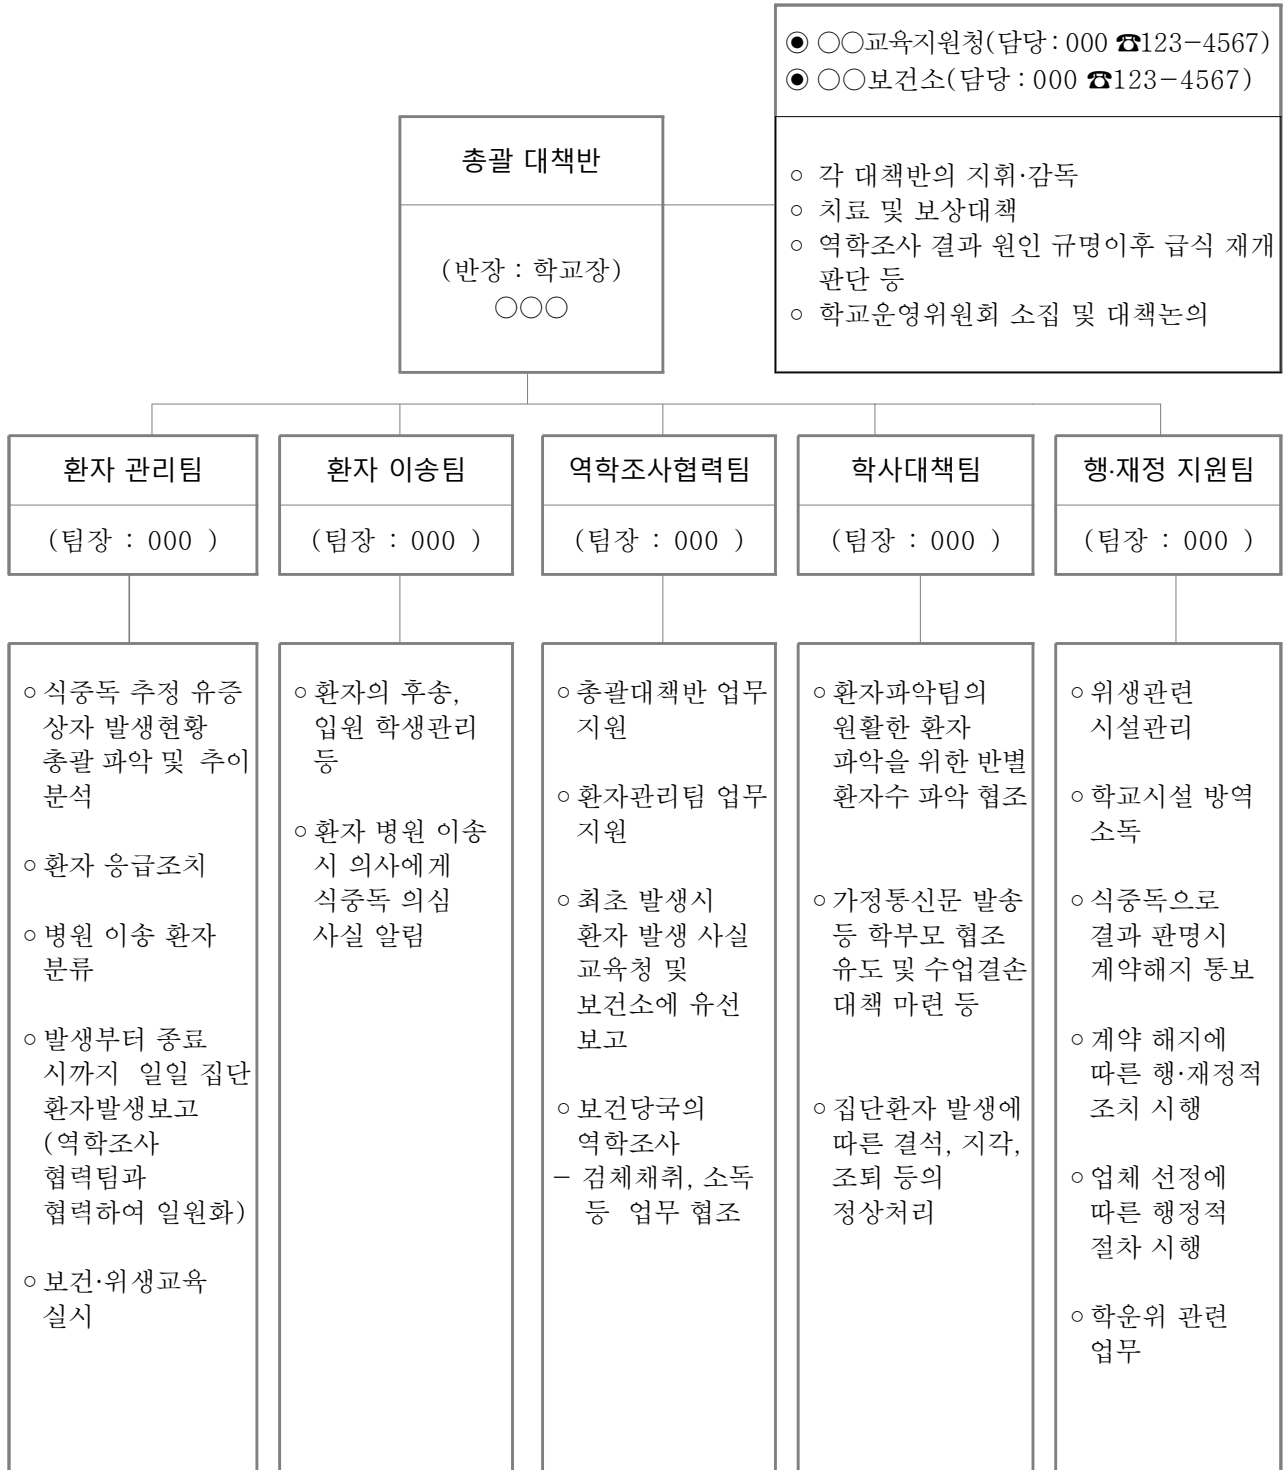 ◉ ○○교육지원청(담당:000 ☎123-4567)
◉ ○○보건소(담당:000 ☎123-4567)
총괄 대책반
(반장 : 학교장)
○○○
○ 각 대책반의 지휘·감독
○ 치료 및 보상대책
○ 역학조사 결과 원인 규명이후 급식 재개
판단 등
○ 학교운영위원회 소집 및 대책논의
환자 관리팀
(팀장 : 000 )
○ 식중독 추정 유증
상자 발생현황
총괄 파악 및 추이
분석
○ 환자 응급조치
○ 병원 이송 환자
분류
○ 발생부터 종료
시까지 일일 집단
환자발생보고
(역학조사
협력팀과
협력하여 일원화)
○ 보건·위생교육
실시
환자 이송팀
(팀장 : 000 )
○ 환자의 후송,
입원 학생관리
등
○ 환자 병원 이송
시 의사에게
식중독 의심
사실 알림
역학조사협력팀
(팀장 : 000 )
○ 총괄대책반 업무
지원
○ 환자관리팀 업무
지원
○ 최초 발생시
환자 발생 사실
교육청 및
보건소에 유선
보고
○ 보건당국의
역학조사
- 검체채취, 소독
등 업무 협조
학사대책팀
(팀장 : 000 )
○ 환자파악팀의
원활한 환자
파악을 위한 반별
환자수 파악 협조
○ 가정통신문 발송
등 학부모 협조
유도 및 수업결손
대책 마련 등
○ 집단환자 발생에
따른 결석, 지각,
조퇴 등의
정상처리
행·재정 지원팀
(팀장 : 000 )
○ 위생관련
시설관리
○ 학교시설 방역
소독
○ 식중독으로
결과 판명시
계약해지 통보
○ 계약 해지에
따른 행·재정적
조치 시행
○ 업체 선정에
따른 행정적
절차 시행
○ 학운위 관련
업무